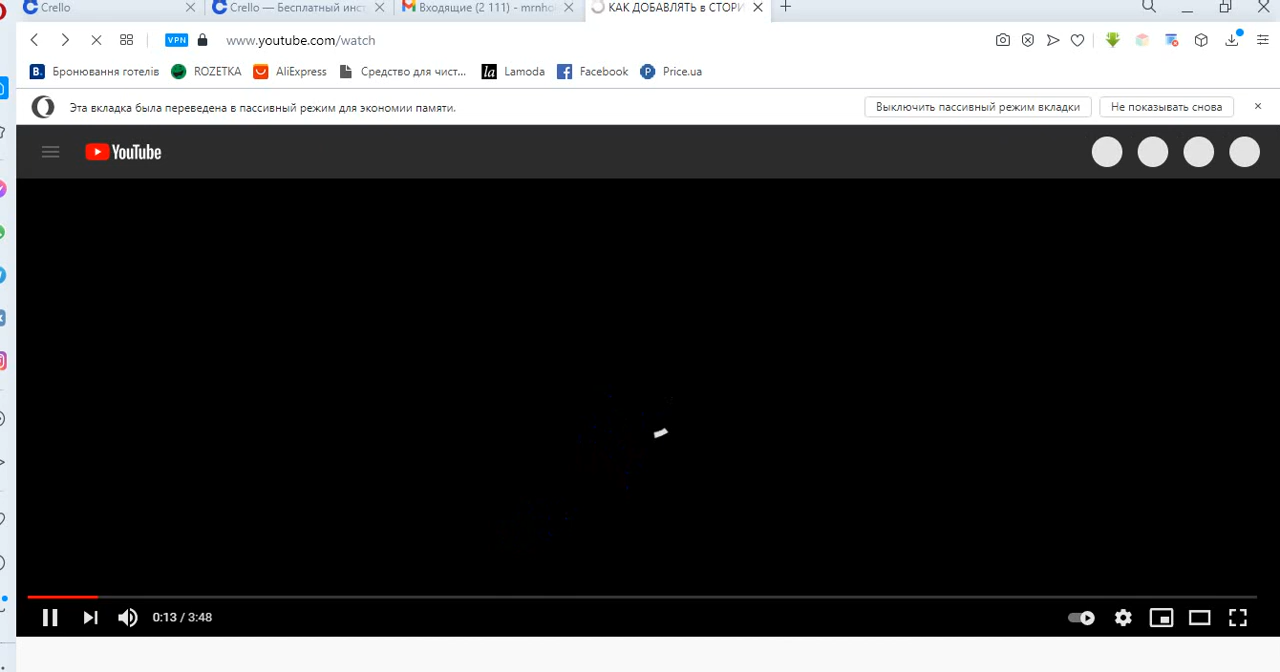 Crello
Crello — Бесплатный инст
Входящие (2 111) - mrnho
КАК ДОБАВЛЯТЬ в СТОРИ
VPN
www.youtube.com/watch
B. Бронювання готелів
ROZETKA
AliExpress
Средство для чист...
la Lamoda
Facebook
P Price.ua
Эта вкладка была переведена в пассивный режим для экономии памяти.
Выключить пассивный режим вкладки
Не показывать снова
YouTube
0:13 / 3:48